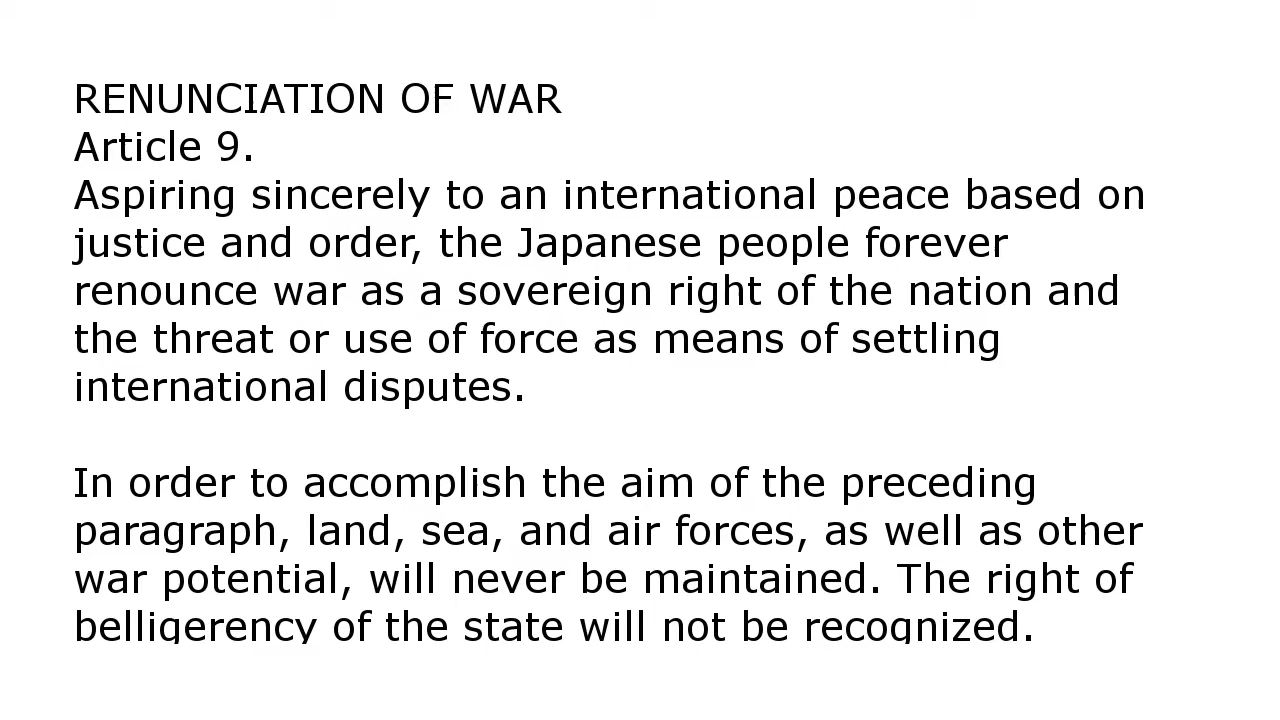 RENUNCIATION OF WAR
Article 9.
Aspiring sincerely to an international peace based on
justice and order, the Japanese people forever
renounce war as a sovereign right of the nation and
the threat or use of force as means of settling
international disputes.
In order to accomplish the aim of the preceding
paragraph, land, sea, and air forces, as well as other
war potential, will never be maintained. The right of
belligerency of the state will not be recognized.